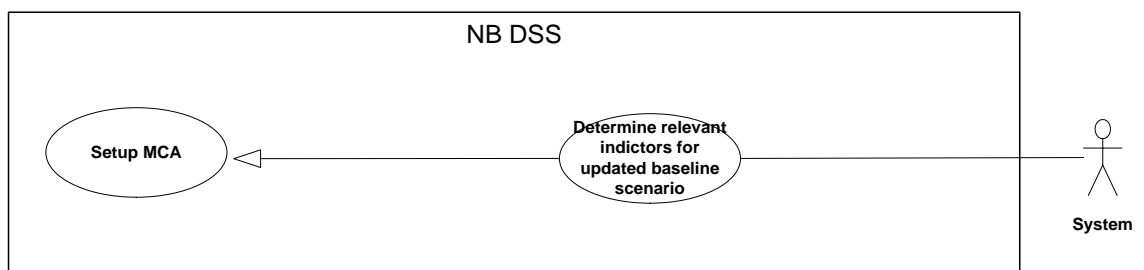 NB DSS
Setup MCA
Determine relevant
indictors for
updated baseline
scenario
System